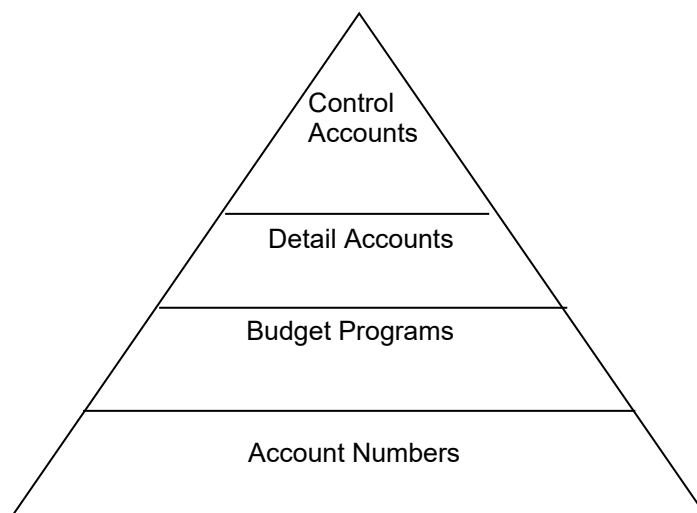 Control
Accounts
Detail Accounts
Budget Programs
Account Numbers